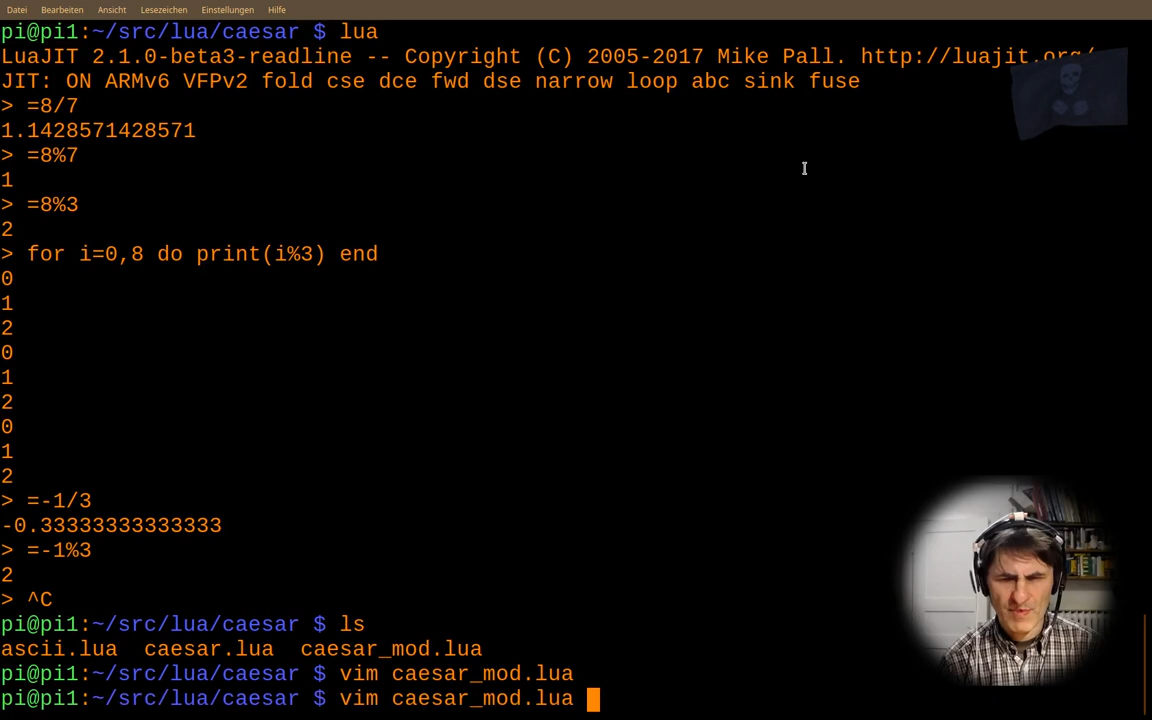 Datei Bearbeiten Ansicht Lesezeichen Einstellungen Hilfe
pi@pi1:~/src/lua/caesar $ lua
LuaJIT 2.1.0-beta3-readline -- Copyright (C) 2005-2017 Mike Pall. http://luajit.org/
JIT: ON ARMv6 VFPv2 fold cse dce fwd dse narrow loop abc sink fuse
> =8/7
1.1428571428571
> =8%7
1
> =8%3
2
> for i=0,8 do print(i%3) end
0
1
2
0
1
2
0
1
2
> =-1/3
-0.33333333333333
> =-1%3
2
> ^C
pi@pi1:~/src/lua/caesar $ ls
ascii.lua caesar.lua caesar_mod.lua
pi@pi1:~/src/lua/caesar $ vim caesar_mod.lua
pi@pi1:~/src/lua/caesar $ vim caesar_mod.lua